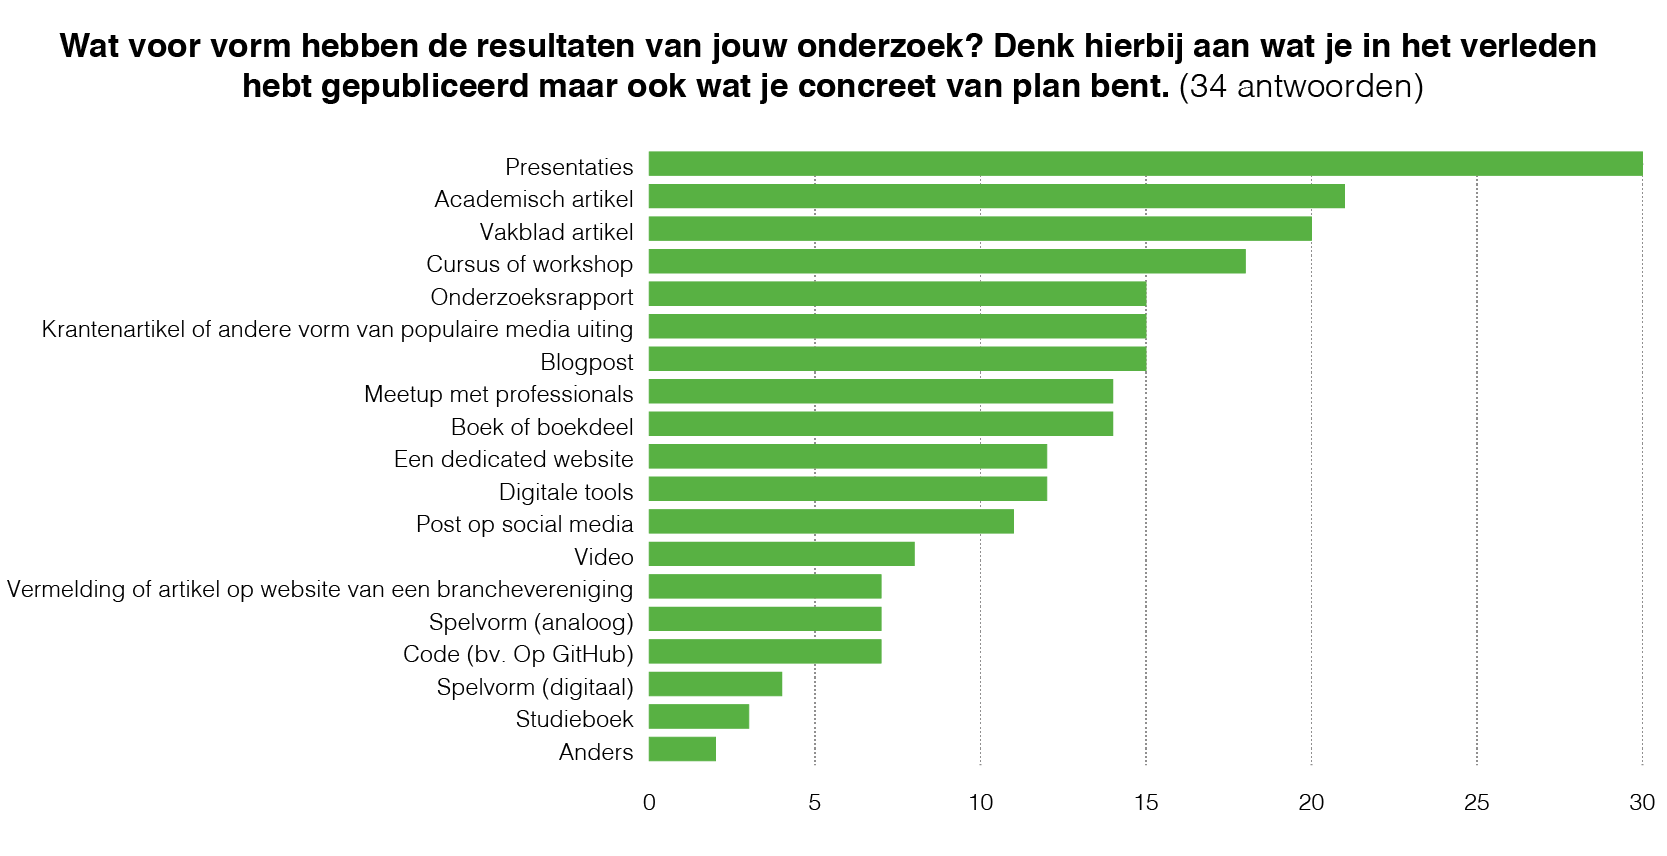 Wat voor vorm hebben de resultaten van jouw onderzoek? Denk hierbij aan wat je in het verleden
hebt gepubliceerd maar ook wat je concreet van plan bent. (34 antwoorden)
Presentaties
Academisch artikel
Vakblad artikel
Cursus of workshop
Onderzoeksrapport
Krantenartikel of andere vorm van populaire media uiting
Blogpost
Meetup met professionals
Boek of boekdeel
Een dedicated website
Digitale tools
Post op social media
Video
Vermelding of artikel op website van een branchevereniging
Spelvorm (analoog)
Code (bv. Op GitHub)
Spelvorm (digitaal)
Studieboek
Anders
0 5 10 15 20 25 30